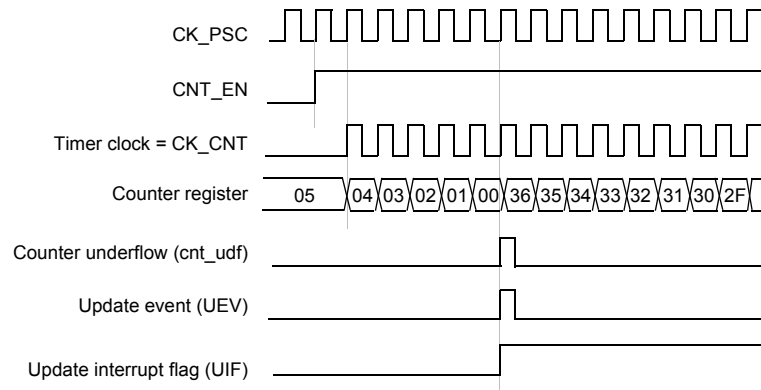 CK_PSC
CNT_EN
Timer clock = CK_CNT
Counter register 05 04 03 02 01 00 36 35 34 33 32 31 30 2F
Counter underflow (cnt_udf)
Update event (UEV)
Update interrupt flag (UIF)